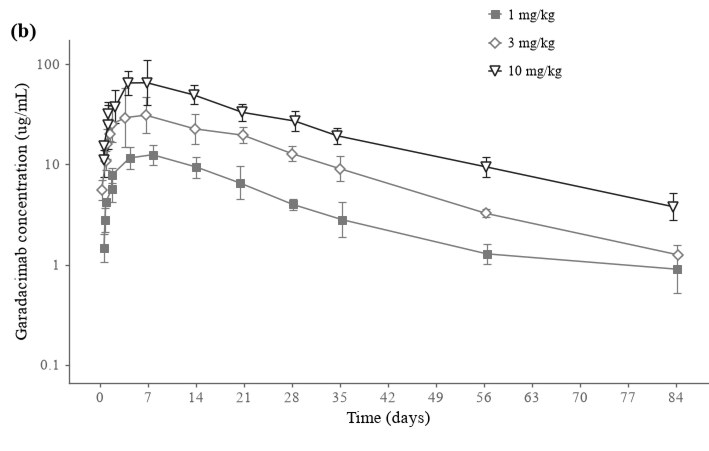 (b)
1 mg/kg
3 mg/kg
10 mg/kg
Garadacimab concentration (ug/mL)
100
10
1
0.1
0 7 14 21 28 35 42 49 56 63 70 77 84
Time (days)